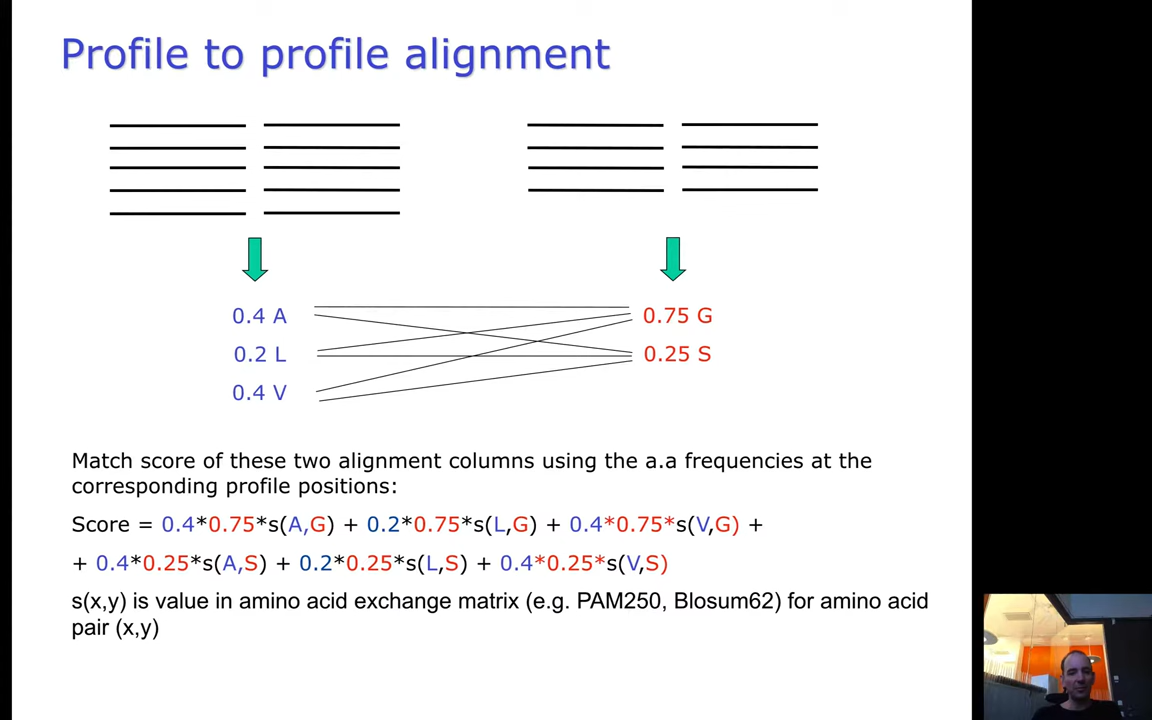 Profile to profile alignment
0.4 A
0.75 G
0.2 L
0.25 S
0.4 V
Match score of these two alignment columns using the a.a frequencies at the
corresponding profile positions:
Score = 0.4*0.75*s(A,G) + 0.2*0.75*s(L,G) + 0.4*0.75*s(V,G) +
+ 0.4*0.25*s(A,S) + 0.2*0.25*s(L,S) + 0.4*0.25*s(V,S)
s(x,y) is value in amino acid exchange matrix (e.g. PAM250, Blosum62) for amino acid
pair (x,y)